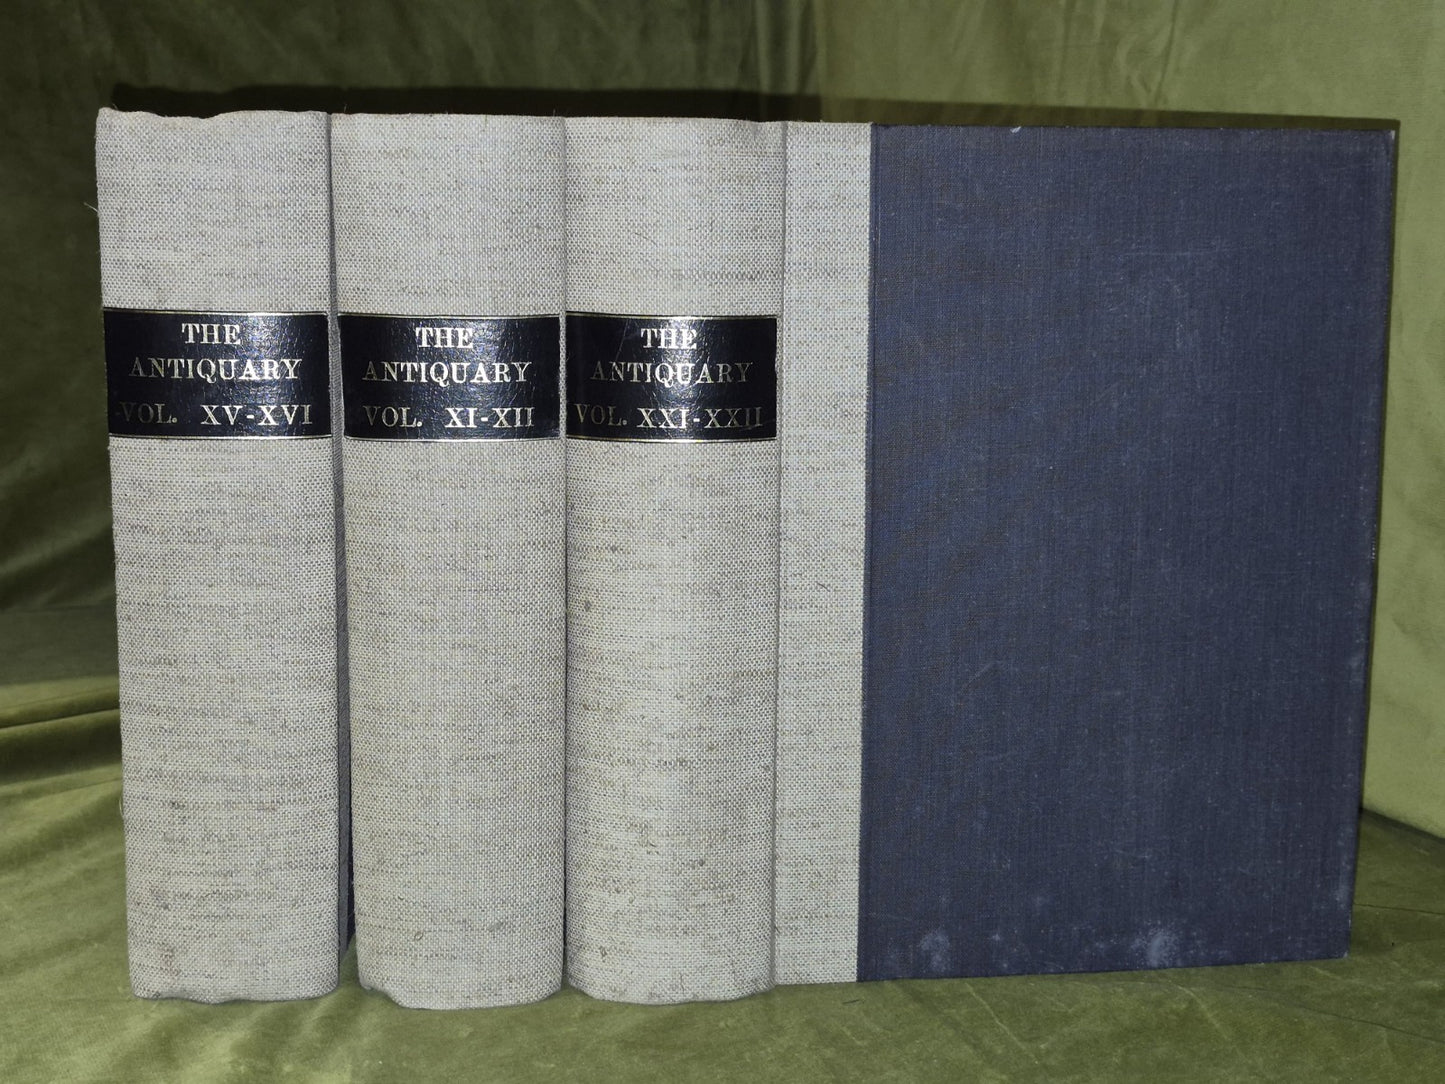 THE
ANTIQUARY
VOL. XV-XVI
THE
ANTIQUARY
VOL. XI-XII
THE
ANTIQUARY
VOL. XXI-XXII